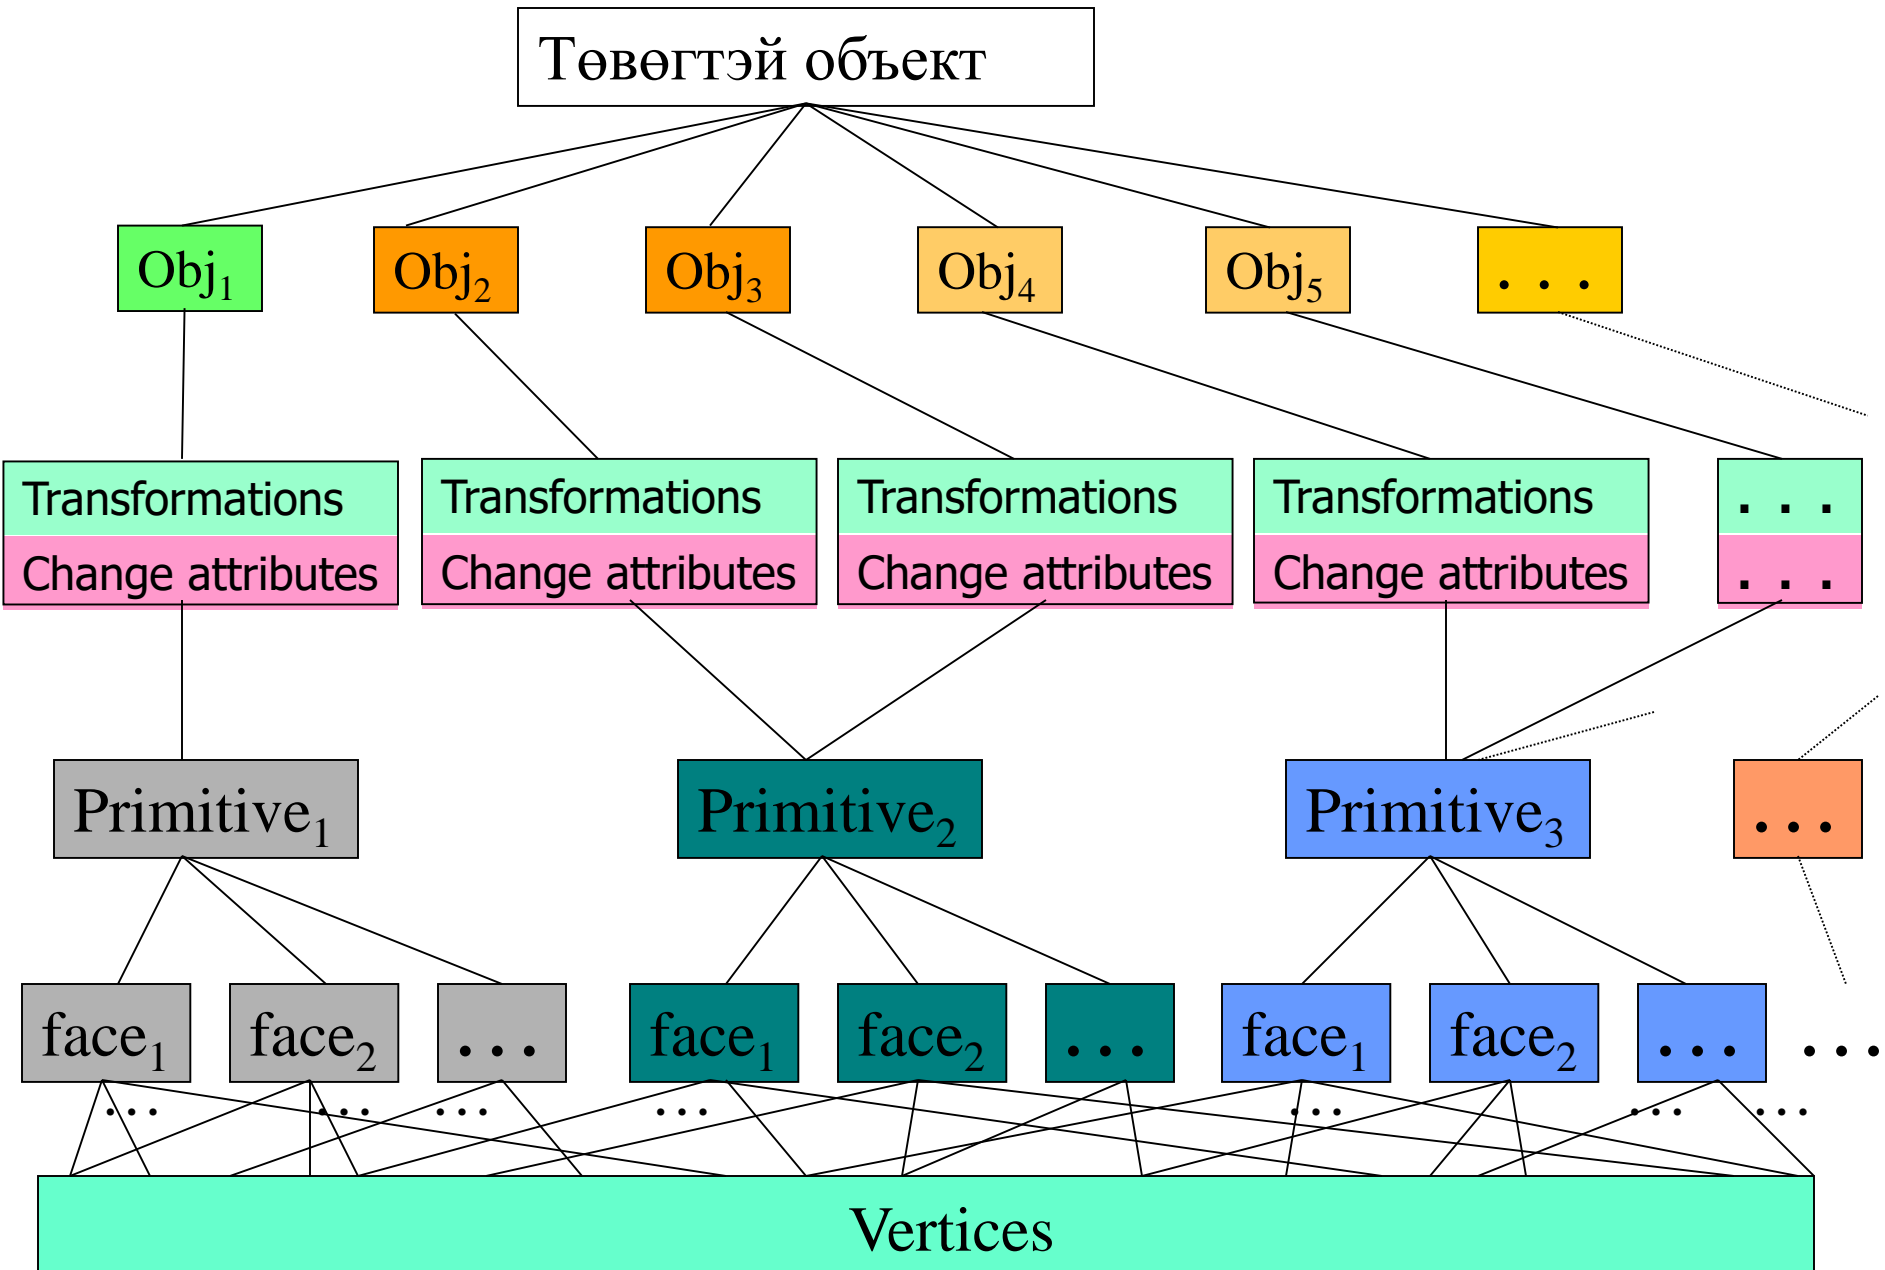 Төвөгтэй объект
Obj₁ Obj₂ Obj₃ Obj₄ Obj₅ . . .
Transformations Transformations Transformations Transformations . . .
Change attributes Change attributes Change attributes Change attributes . . .
Primitive₁ Primitive₂ Primitive₃ …
face₁ face₂ … face₁ face₂ … face₁ face₂ … …
… … … … … … …
Vertices